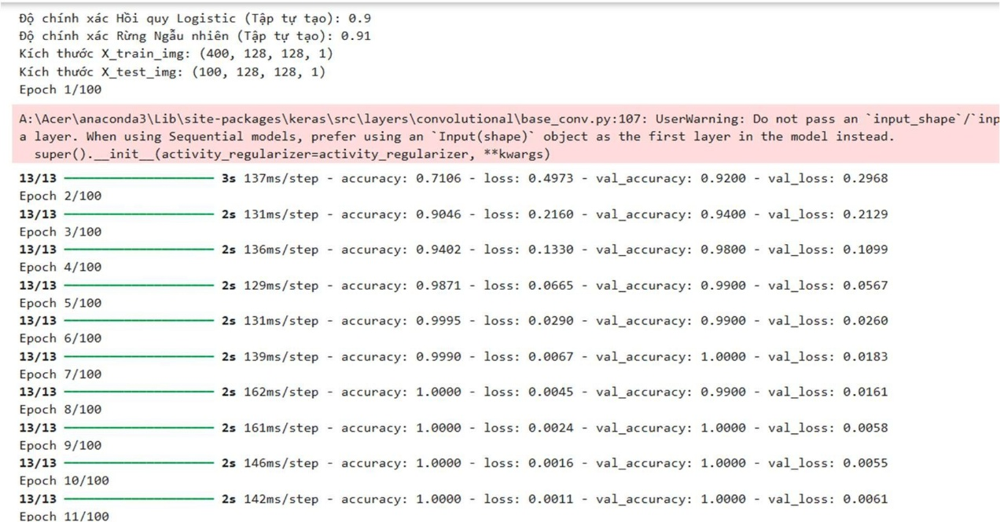 Độ chính xác Hồi quy Logistic (Tập tự tạo): 0.9
Độ chính xác Rừng Ngẫu nhiên (Tập tự tạo): 0.91
Kích thước X_train_img: (400, 128, 128, 1)
Kích thước X_test_img: (100, 128, 128, 1)
Epoch 1/100
A:\Acer\anaconda3\Lib\site-packages\keras\src\layers\convolutional\base_conv.py:107: UserWarning: Do not pass an `input_shape`/`inp
a layer. When using Sequential models, prefer using an `Input(shape)` object as the first layer in the model instead.
super().__init__(activity_regularizer=activity_regularizer, **kwargs)
13/13 3s 137ms/step - accuracy: 0.7106 - loss: 0.4973 - val_accuracy: 0.9200 - val_loss: 0.2968
Epoch 2/100
13/13 2s 131ms/step - accuracy: 0.9046 - loss: 0.2160 - val_accuracy: 0.9400 - val_loss: 0.2129
Epoch 3/100
13/13 2s 136ms/step - accuracy: 0.9402 - loss: 0.1330 - val_accuracy: 0.9800 - val_loss: 0.1099
Epoch 4/100
13/13 2s 129ms/step - accuracy: 0.9871 - loss: 0.0665 - val_accuracy: 0.9900 - val_loss: 0.0567
Epoch 5/100
13/13 2s 131ms/step - accuracy: 0.9995 - loss: 0.0290 - val_accuracy: 0.9900 - val_loss: 0.0260
Epoch 6/100
13/13 2s 139ms/step - accuracy: 0.9990 - loss: 0.0067 - val_accuracy: 1.0000 - val_loss: 0.0183
Epoch 7/100
13/13 2s 162ms/step - accuracy: 1.0000 - loss: 0.0045 - val_accuracy: 0.9900 - val_loss: 0.0161
Epoch 8/100
13/13 2s 161ms/step - accuracy: 1.0000 - loss: 0.0024 - val_accuracy: 1.0000 - val_loss: 0.0058
Epoch 9/100
13/13 2s 146ms/step - accuracy: 1.0000 - loss: 0.0016 - val_accuracy: 1.0000 - val_loss: 0.0055
Epoch 10/100
13/13 2s 142ms/step - accuracy: 1.0000 - loss: 0.0011 - val_accuracy: 1.0000 - val_loss: 0.0061
Epoch 11/100